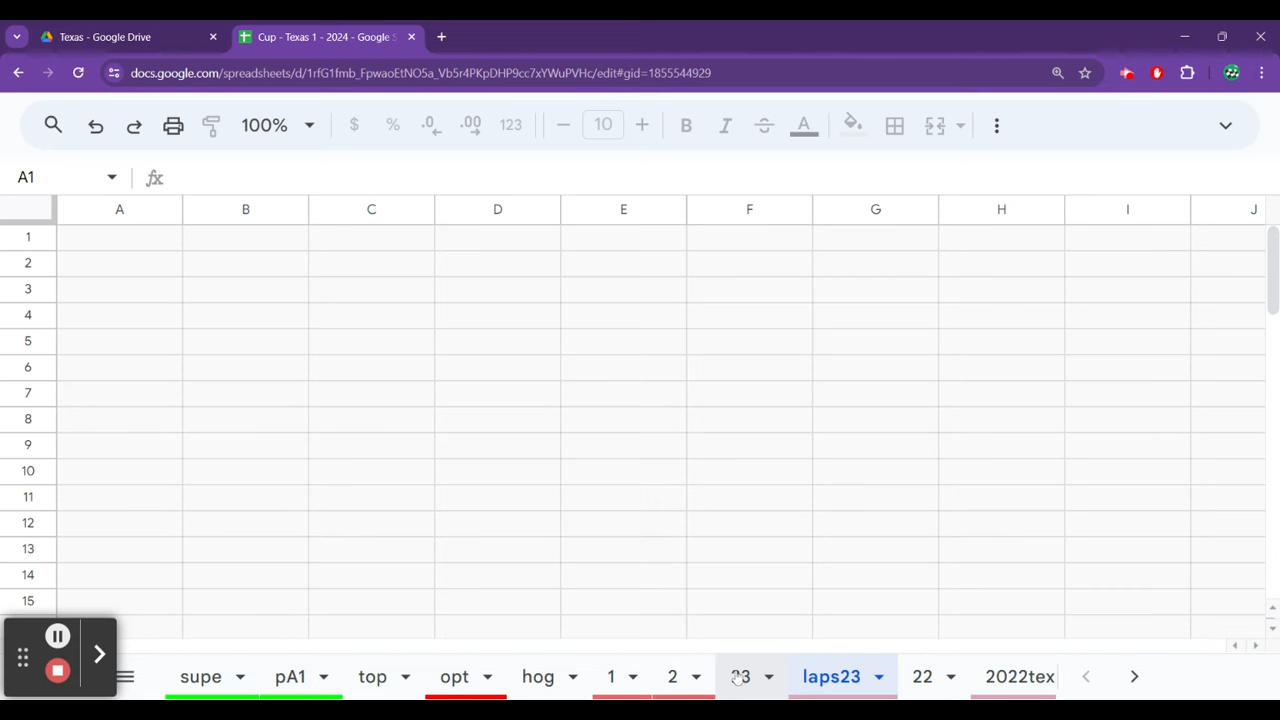 Texas - Google Drive
Cup - Texas 1 - 2024 - Google S
docs.google.com/spreadsheets/d/1rfG1fmb_FpwaoEtNO5a_Vb5r4PKpDHP9cc7xYWuPVHc/edit#gid=1855544929
100% $ % .0 .00 123 10 B I S A
A1 fx
A B C D E F G H I J
1
2
3
4
5
6
7
8
9
10
11
12
13
14
15
supe pA1 top opt hog 1 2 23 laps23 22 2022tex